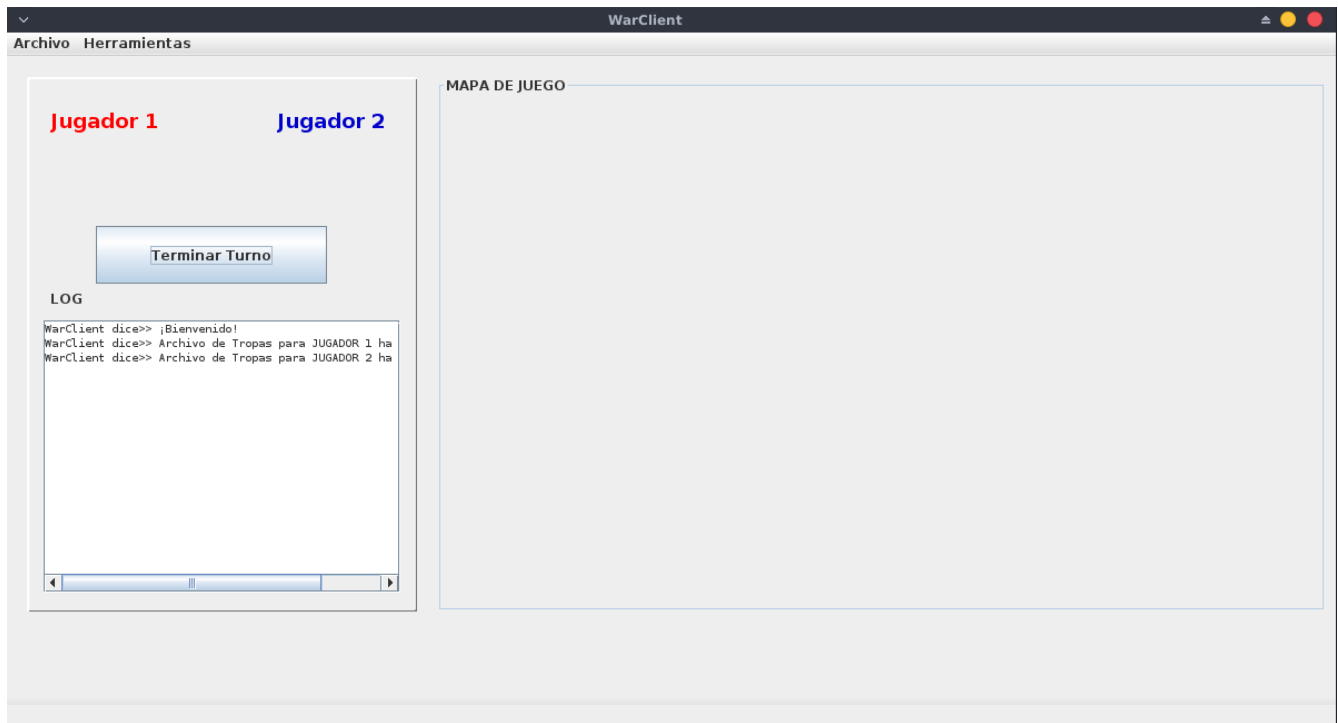 WarClient
Archivo Herramientas
Jugador 1 Jugador 2
Terminar Turno
LOG
WarClient dice>> ¡Bienvenido!
WarClient dice>> Archivo de Tropas para JUGADOR 1 ha
WarClient dice>> Archivo de Tropas para JUGADOR 2 ha
MAPA DE JUEGO